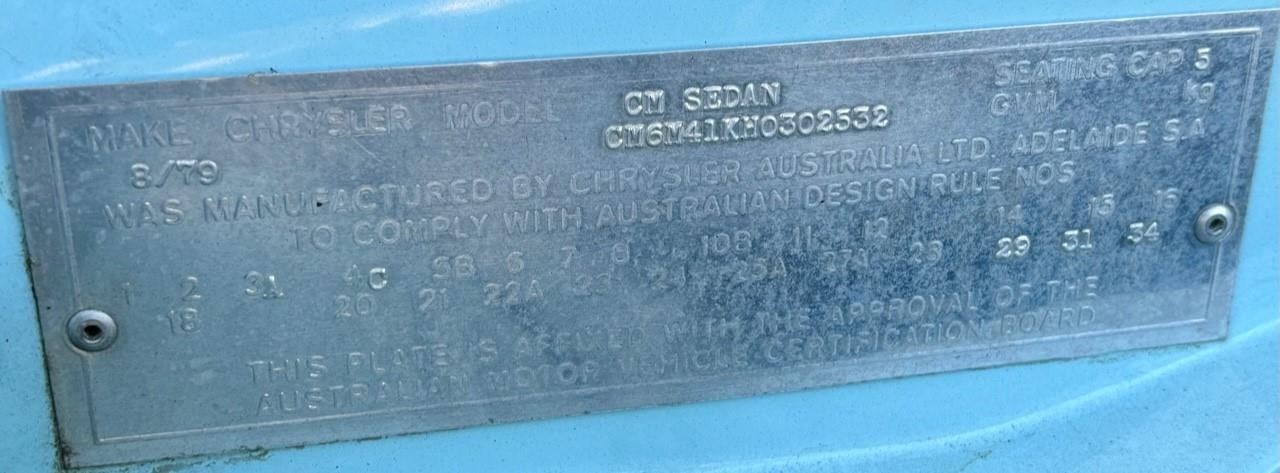 MAKE CHRYSLER MODEL CM SEDAN SEATING CAP 5
8/79 CM6M41KH0302532 GVM kg
WAS MANUFACTURED BY CHRYSLER AUSTRALIA LTD. ADELAIDE S.A
TO COMPLY WITH AUSTRALIAN DESIGN RULE NOS
1 2 3A 4C 5B 6 7 8 10B 11 12 14 15 16
18 20 21 22A 23 24 25A 27A 28 29 31 34
THIS PLATE IS AFFIXED WITH THE APPROVAL OF THE
AUSTRALIAN MOTOR VEHICLE CERTIFICATION BOARD